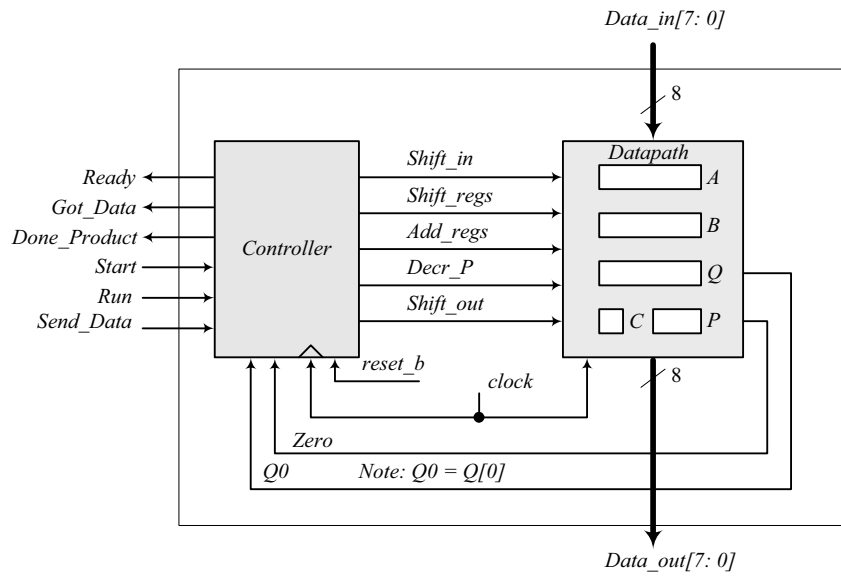 Data_in[7: 0]
8
Datapath
Shift_in
A
Ready
Shift_regs
Got_Data
B
Add_regs
Done_Product
Controller
Start
Decr_P
Q
Run
Shift_out
C
P
Send_Data
reset_b
clock
8
Zero
Q0
Note: Q0 = Q[0]
Data_out[7: 0]